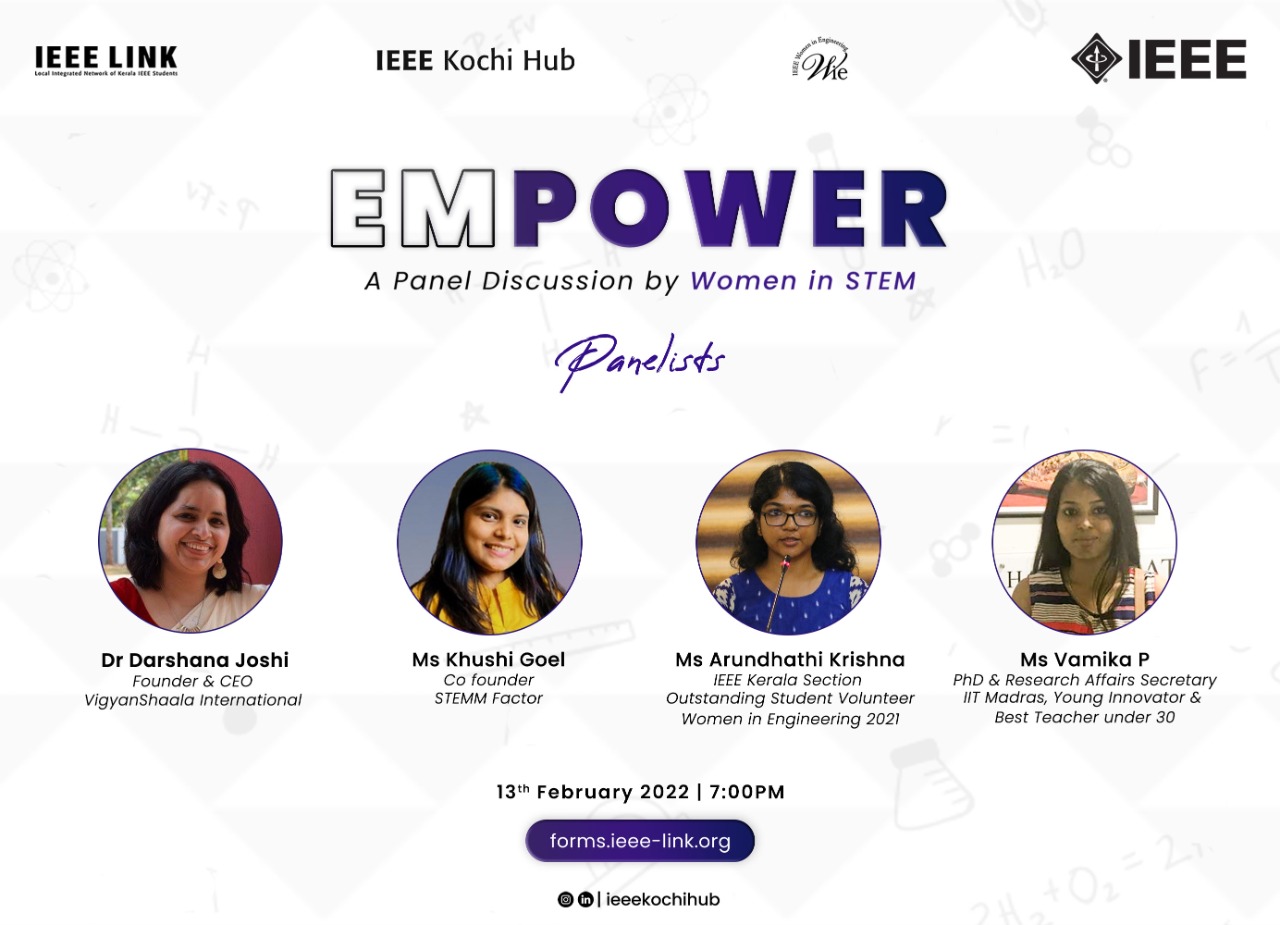 IEEE LINK
Local Integrated Network of Kerala IEEE Students
IEEE Kochi Hub
IEEE Women in Engineering
WIE
IEEE
EMPOWER
A Panel Discussion by Women in STEM
Panelists
Dr Darshana Joshi
Founder & CEO
VigyanShaala International
Ms Khushi Goel
Co founder
STEMM Factor
Ms Arundhathi Krishna
IEEE Kerala Section
Outstanding Student Volunteer
Women in Engineering 2021
Ms Vamika P
PhD & Research Affairs Secretary
IIT Madras, Young Innovator &
Best Teacher under 30
13th February 2022 | 7:00PM
forms.ieee-link.org
| ieeekochihub
H₂O